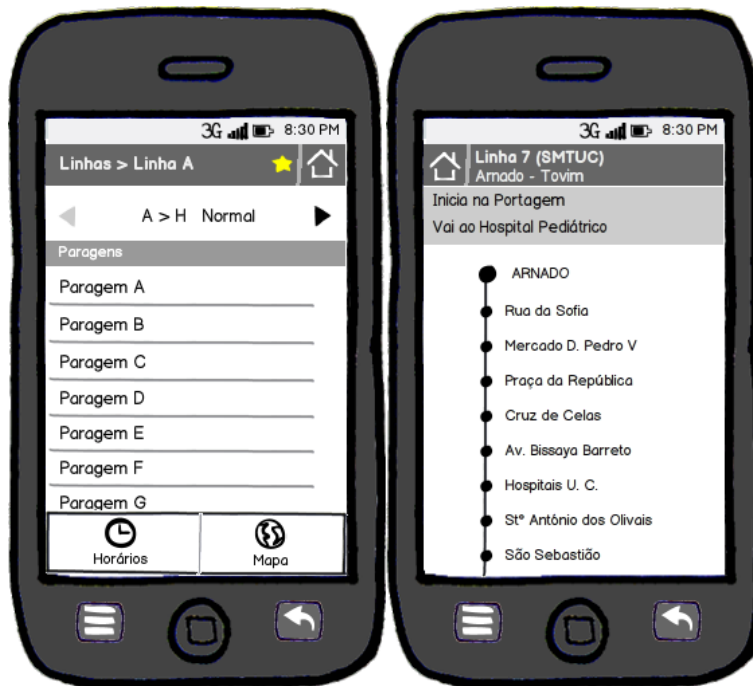 3G 8:30 PM
Linhas > Linha A
A > H Normal
Paragens
Paragem A
Paragem B
Paragem C
Paragem D
Paragem E
Paragem F
Paragem G
Horários
Mapa
3G 8:30 PM
Linha 7 (SMTUC)
Arnado - Tovim
Inicia na Portagem
Vai ao Hospital Pediátrico
ARNADO
Rua da Sofia
Mercado D. Pedro V
Praça da República
Cruz de Celas
Av. Bissaya Barreto
Hospitais U. C.
Stº António dos Olivais
São Sebastião